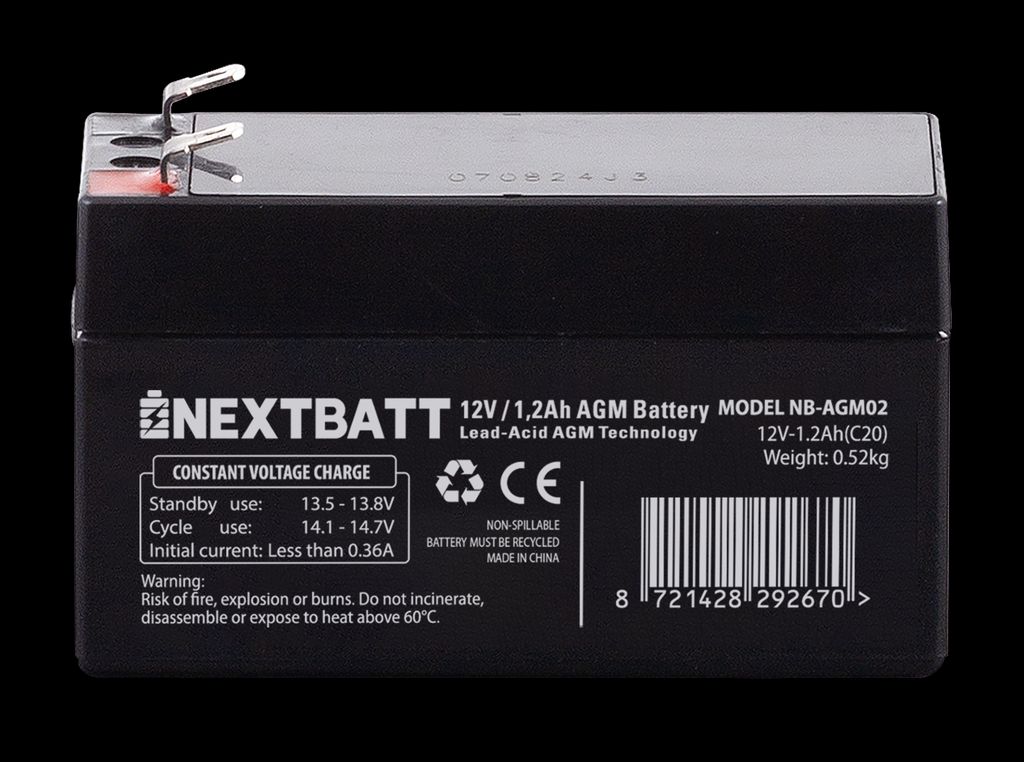 070824J3
NEXTBATT
12V / 1,2Ah AGM Battery
Lead-Acid AGM Technology
MODEL NB-AGM02
12V-1.2Ah(C20)
Weight: 0.52kg
CONSTANT VOLTAGE CHARGE
Standby use: 13.5 - 13.8V
Cycle use: 14.1 - 14.7V
Initial current: Less than 0.36A
CE
NON-SPILLABLE
BATTERY MUST BE RECYCLED
MADE IN CHINA
Warning:
Risk of fire, explosion or burns. Do not incinerate,
disassemble or expose to heat above 60°C.
8 721428 292670 >